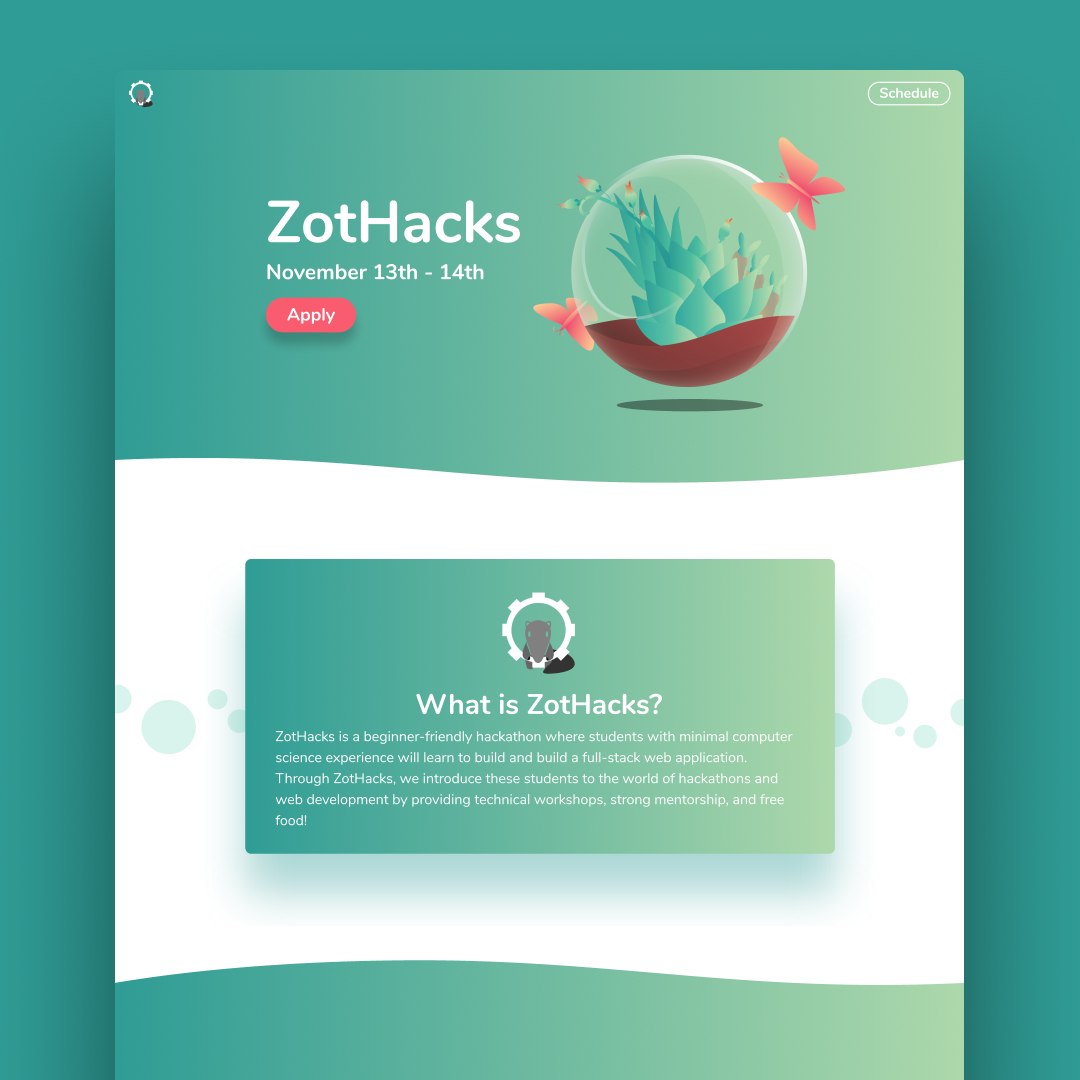 Schedule
ZotHacks
November 13th - 14th
Apply
What is ZotHacks?
ZotHacks is a beginner-friendly hackathon where students with minimal computer
science experience will learn to build and build a full-stack web application.
Through ZotHacks, we introduce these students to the world of hackathons and
web development by providing technical workshops, strong mentorship, and free
food!